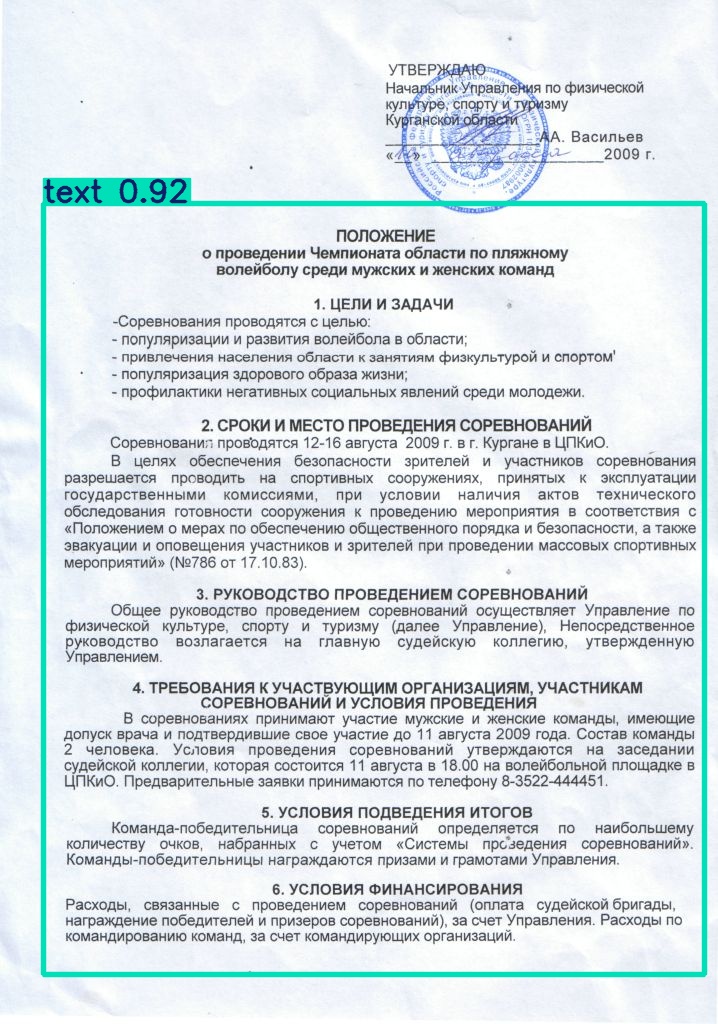 УТВЕРЖДАЮ
Начальник Управления по физической
культуре, спорту и туризму
Курганской области
А.А. Васильев
2009 г.
text 0.92
ПОЛОЖЕНИЕ
о проведении Чемпионата области по пляжному
волейболу среди мужских и женских команд
1. ЦЕЛИ И ЗАДАЧИ
-Соревнования проводятся с целью:
- популяризации и развития волейбола в области;
- привлечения населения области к занятиям физкультурой и спортом'
- популяризация здорового образа жизни;
- профилактики негативных социальных явлений среди молодежи.
2. СРОКИ И МЕСТО ПРОВЕДЕНИЯ СОРЕВНОВАНИЙ
Соревнования проводятся 12-16 августа 2009 г. в г. Кургане в ЦПКиО.
В целях обеспечения безопасности зрителей и участников соревнования
разрешается проводить на спортивных сооружениях, принятых к эксплуатации
государственными комиссиями, при условии наличия актов технического
обследования готовности сооружения к проведению мероприятия в соответствии с
«Положением о мерах по обеспечению общественного порядка и безопасности, а также
эвакуации и оповещения участников и зрителей при проведении массовых спортивных
мероприятий» (№786 от 17.10.83).
3. РУКОВОДСТВО ПРОВЕДЕНИЕМ СОРЕВНОВАНИЙ
Общее руководство проведением соревнований осуществляет Управление по
физической культуре, спорту и туризму (далее Управление), Непосредственное
руководство возлагается на главную судейскую коллегию, утвержденную
Управлением.
4. ТРЕБОВАНИЯ К УЧАСТВУЮЩИМ ОРГАНИЗАЦИЯМ, УЧАСТНИКАМ
СОРЕВНОВАНИЙ И УСЛОВИЯ ПРОВЕДЕНИЯ
В соревнованиях принимают участие мужские и женские команды, имеющие
допуск врача и подтвердившие свое участие до 11 августа 2009 года. Состав команды
2 человека. Условия проведения соревнований утверждаются на заседании
судейской коллегии, которая состоится 11 августа в 18.00 на волейбольной площадке в
ЦПКиО. Предварительные заявки принимаются по телефону 8-3522-444451.
5. УСЛОВИЯ ПОДВЕДЕНИЯ ИТОГОВ
Команда-победительница соревнований определяется по наибольшему
количеству очков, набранных с учетом «Системы проведения соревнований».
Команды-победительницы награждаются призами и грамотами Управления.
6. УСЛОВИЯ ФИНАНСИРОВАНИЯ
Расходы, связанные с проведением соревнований (оплата судейской бригады,
награждение победителей и призеров соревнований), за счет Управления. Расходы по
командированию команд, за счет командирующих организаций.